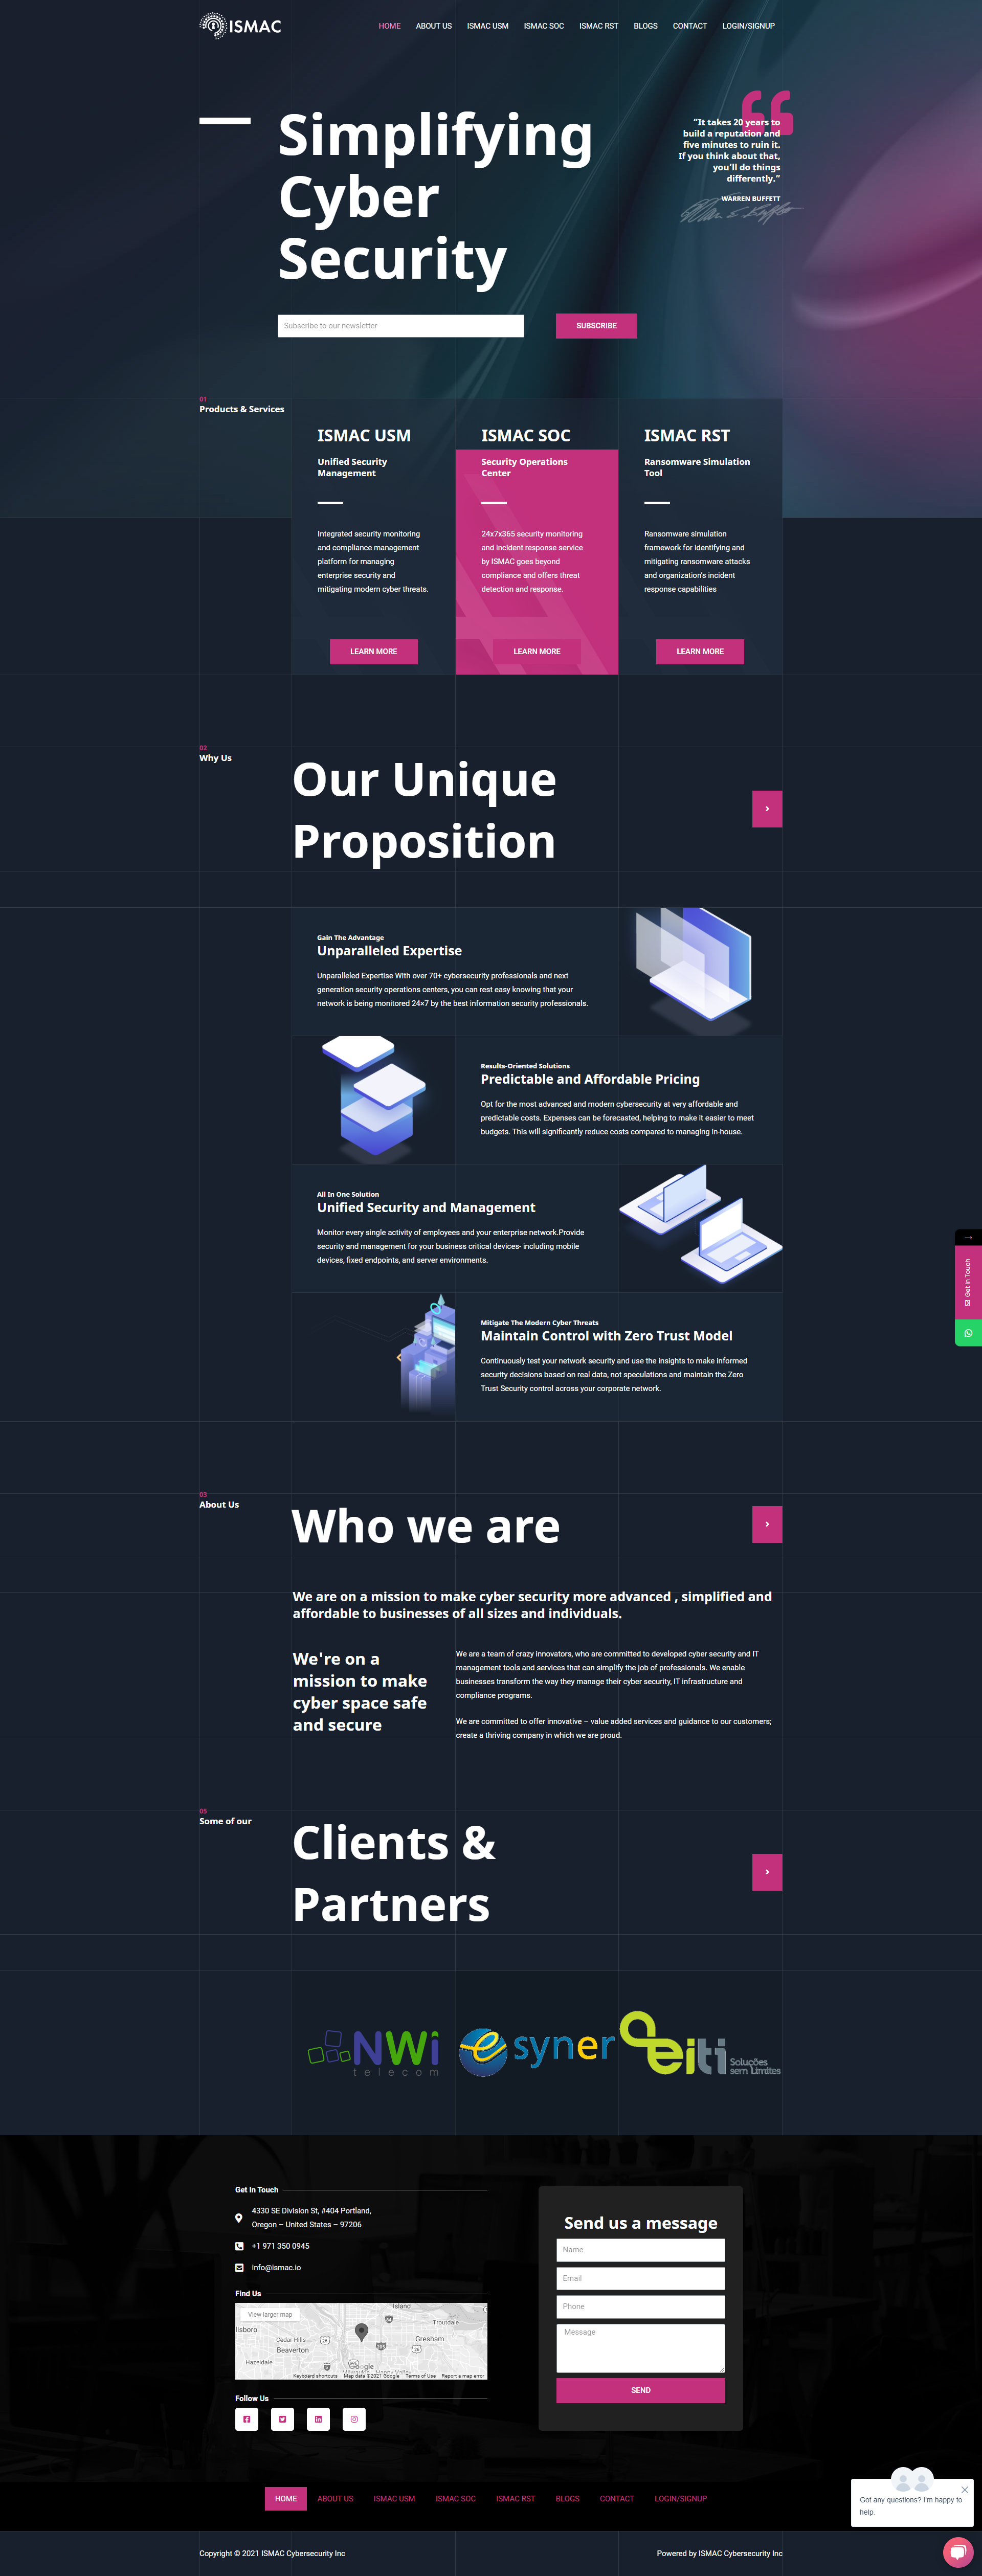 ISMAC
HOME ABOUT US ISMAC USM ISMAC SOC ISMAC RST BLOGS CONTACT LOGIN/SIGNUP
Simplifying
Cyber
Security
“It takes 20 years to
build a reputation and
five minutes to ruin it.
If you think about that,
you’ll do things
differently.”
WARREN BUFFETT
Subscribe to our newsletter
SUBSCRIBE
01
Products & Services
ISMAC USM
Unified Security
Management
Integrated security monitoring
and compliance management
platform for managing
enterprise security and
mitigating modern cyber threats.
LEARN MORE
ISMAC SOC
Security Operations
Center
24x7x365 security monitoring
and incident response service
by ISMAC goes beyond
compliance and offers threat
detection and response.
LEARN MORE
ISMAC RST
Ransomware Simulation
Tool
Ransomware simulation
framework for identifying and
mitigating ransomware attacks
and organization’s incident
response capabilities
LEARN MORE
02
Why Us
Our Unique
Proposition
Gain The Advantage
Unparalleled Expertise
Unparalleled Expertise With over 70+ cybersecurity professionals and next
generation security operations centers, you can rest easy knowing that your
network is being monitored 24×7 by the best information security professionals.
Results-Oriented Solutions
Predictable and Affordable Pricing
Opt for the most advanced and modern cybersecurity at very affordable and
predictable costs. Expenses can be forecasted, helping to make it easier to meet
budgets. This will significantly reduce costs compared to managing in-house.
All In One Solution
Unified Security and Management
Monitor every single activity of employees and your enterprise network.Provide
security and management for your business critical devices- including mobile
devices, fixed endpoints, and server environments.
Get In Touch
Mitigate The Modern Cyber Threats
Maintain Control with Zero Trust Model
Continuously test your network security and use the insights to make informed
security decisions based on real data, not speculations and maintain the Zero
Trust Security control across your corporate network.
03
About Us
Who we are
We are on a mission to make cyber security more advanced , simplified and
affordable to businesses of all sizes and individuals.
We're on a
mission to make
cyber space safe
and secure
We are a team of crazy innovators, who are committed to developed cyber security and IT
management tools and services that can simplify the job of professionals. We enable
businesses transform the way they manage their cyber security, IT infrastructure and
compliance programs.
We are committed to offer innovative – value added services and guidance to our customers;
create a thriving company in which we are proud.
05
Some of our
Clients &
Partners
NWi
telecom
e syner
eiti
Soluções
sem Limites
Get In Touch
4330 SE Division St, #404 Portland,
Oregon – United States – 97206
+1 971 350 0945
info@ismac.io
Find Us
View larger map
Island
Troutdale
llsboro
Cedar Hills
Beaverton
Gresham
Hazeldale
Google
Happy Valley
Keyboard shortcuts Map data ©2021 Google Terms of Use Report a map error
Follow Us
Send us a message
Name
Email
Phone
Message
SEND
HOME ABOUT US ISMAC USM ISMAC SOC ISMAC RST BLOGS CONTACT LOGIN/SIGNUP
Got any questions? I'm happy to
help.
Copyright © 2021 ISMAC Cybersecurity Inc
Powered by ISMAC Cybersecurity Inc